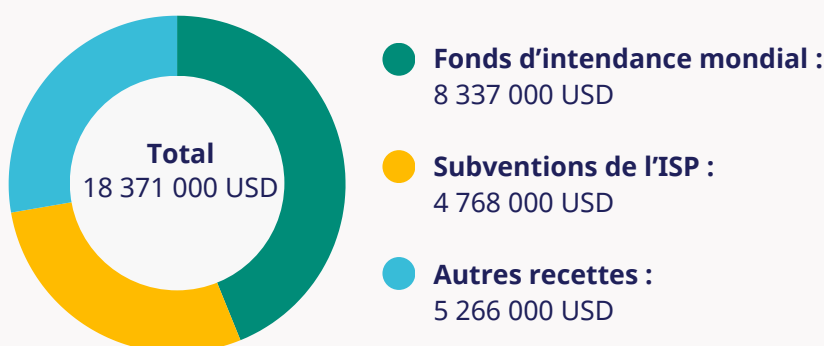 Total
18 371 000 USD
Fonds d’intendance mondial :
8 337 000 USD
Subventions de l’ISP :
4 768 000 USD
Autres recettes :
5 266 000 USD